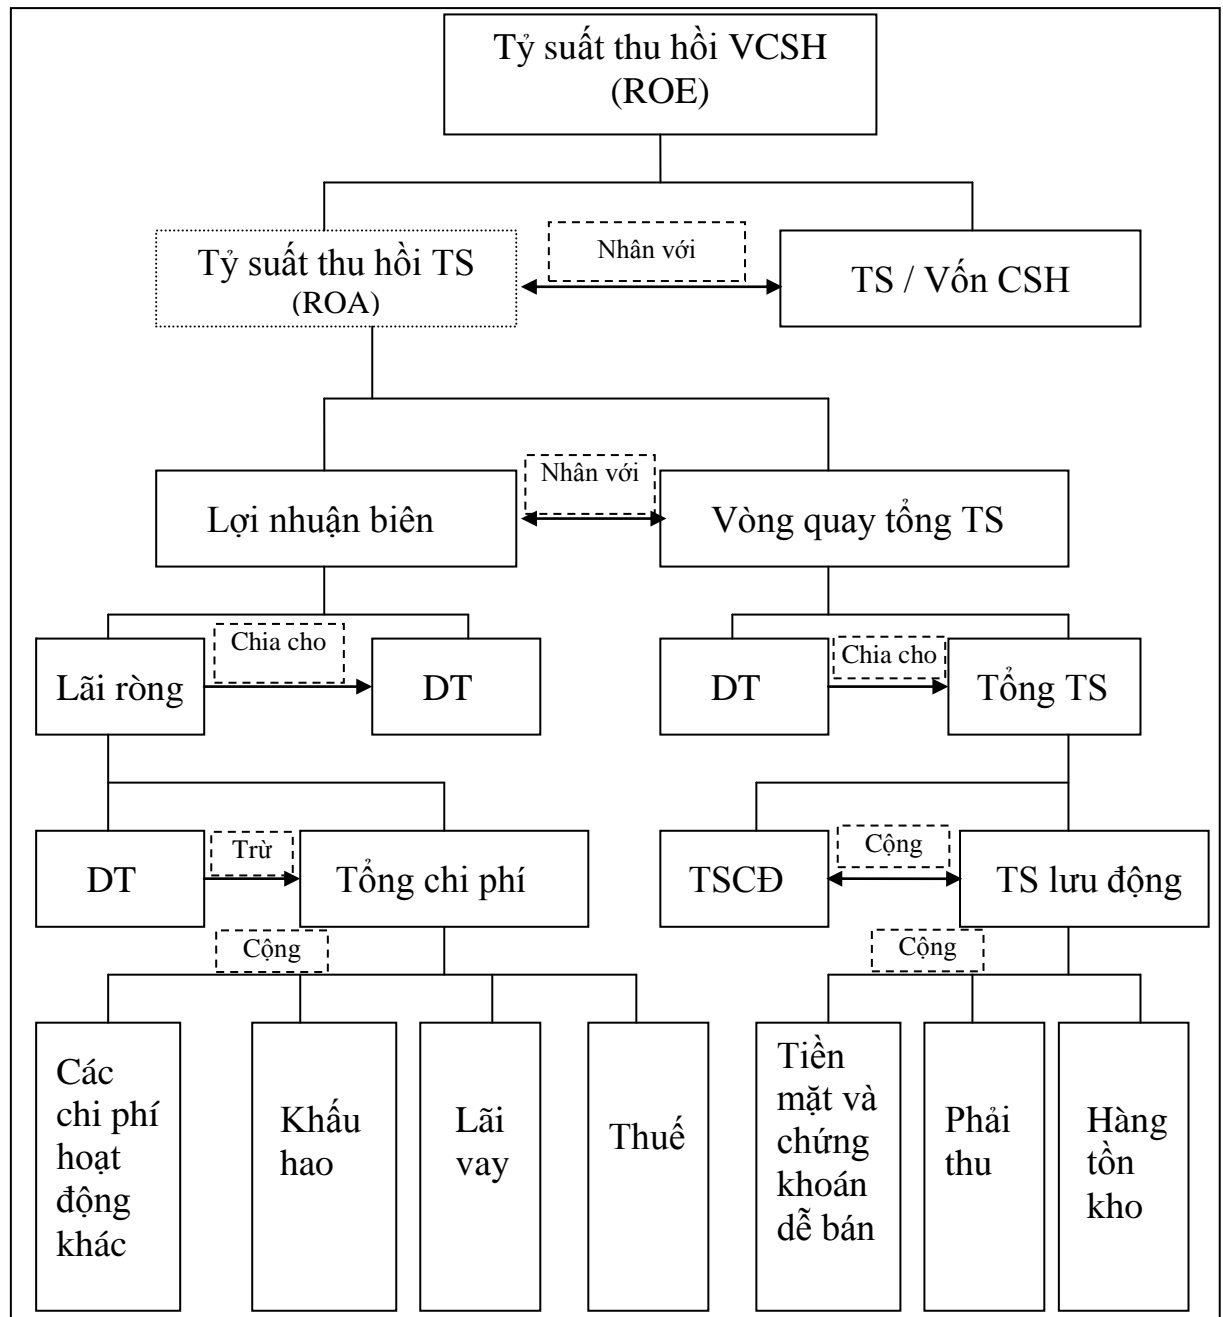 Tỷ suất thu hồi VCSH
(ROE)
Tỷ suất thu hồi TS
(ROA)
Nhân với
TS / Vốn CSH
Lợi nhuận biên
Nhân với
Vòng quay tổng TS
Lãi ròng
Chia cho
DT
DT
Chia cho
Tổng TS
DT
Trừ
Tổng chi phí
TSCĐ
Cộng
TS lưu động
Cộng
Cộng
Các
chi phí
hoạt
động
khác
Khấu
hao
Lãi
vay
Thuế
Tiền
mặt và
chứng
khoán
dễ bán
Phải
thu
Hàng
tồn
kho